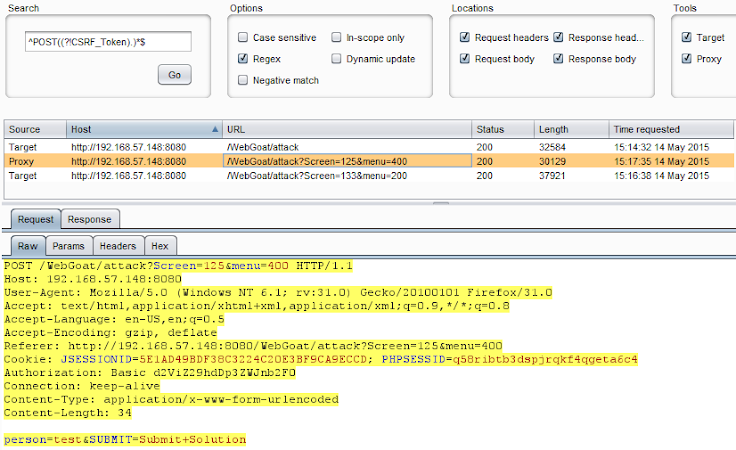 Search
Options
Locations
Tools
^POST((?!CSRF_Token).)*$
Go
Case sensitive
In-scope only
Regex
Dynamic update
Negative match
Request headers
Response head...
Request body
Response body
Target
Proxy
Source Host URL Status Length Time requested
Target http://192.168.57.148:8080 /WebGoat/attack 200 32584 15:14:32 14 May 2015
Proxy http://192.168.57.148:8080 /WebGoat/attack?Screen=125&menu=400 200 30129 15:17:35 14 May 2015
Target http://192.168.57.148:8080 /WebGoat/attack?Screen=133&menu=200 200 37921 15:16:38 14 May 2015
Request Response
Raw Params Headers Hex
POST /WebGoat/attack?Screen=125&menu=400 HTTP/1.1
Host: 192.168.57.148:8080
User-Agent: Mozilla/5.0 (Windows NT 6.1; rv:31.0) Gecko/20100101 Firefox/31.0
Accept: text/html,application/xhtml+xml,application/xml;q=0.9,*/*;q=0.8
Accept-Language: en-US,en;q=0.5
Accept-Encoding: gzip, deflate
Referer: http://192.168.57.148:8080/WebGoat/attack?Screen=125&menu=400
Cookie: JSESSIONID=5E1AD49BDF38C3224C20E3BF9CA9ECCD; PHPSESSID=q58ribtb3dspjrqkf4qgeta6c4
Authorization: Basic d2ViZ29hdDp3ZWJnb2F0
Connection: keep-alive
Content-Type: application/x-www-form-urlencoded
Content-Length: 34
person=test&SUBMIT=Submit+Solution